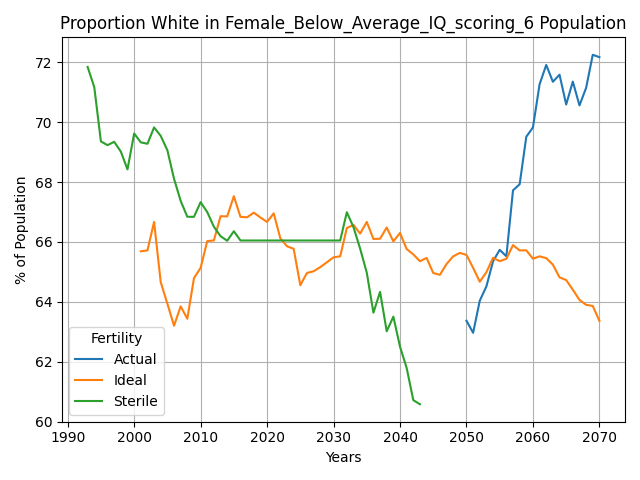 Proportion White in Female_Below_Average_IQ_scoring_6 Population
% of Population
72
70
68
66
64
62
60
Fertility
Actual
Ideal
Sterile
1990 2000 2010 2020 2030 2040 2050 2060 2070
Years